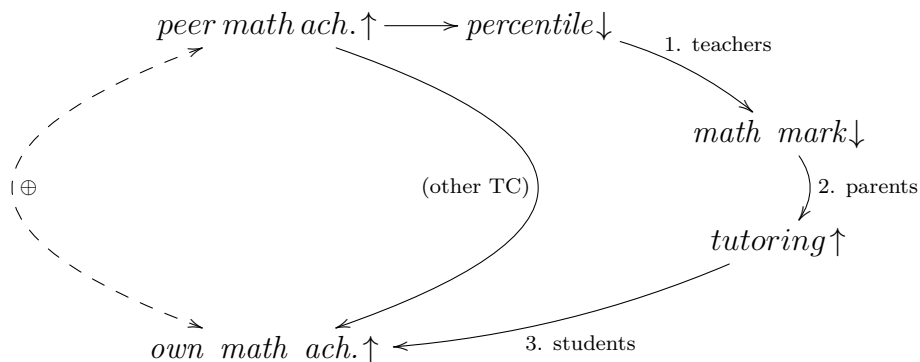 peer math ach.↑ percentile↓
1. teachers
math mark↓
⊕ (other TC) 2. parents
tutoring↑
3. students
own math ach.↑